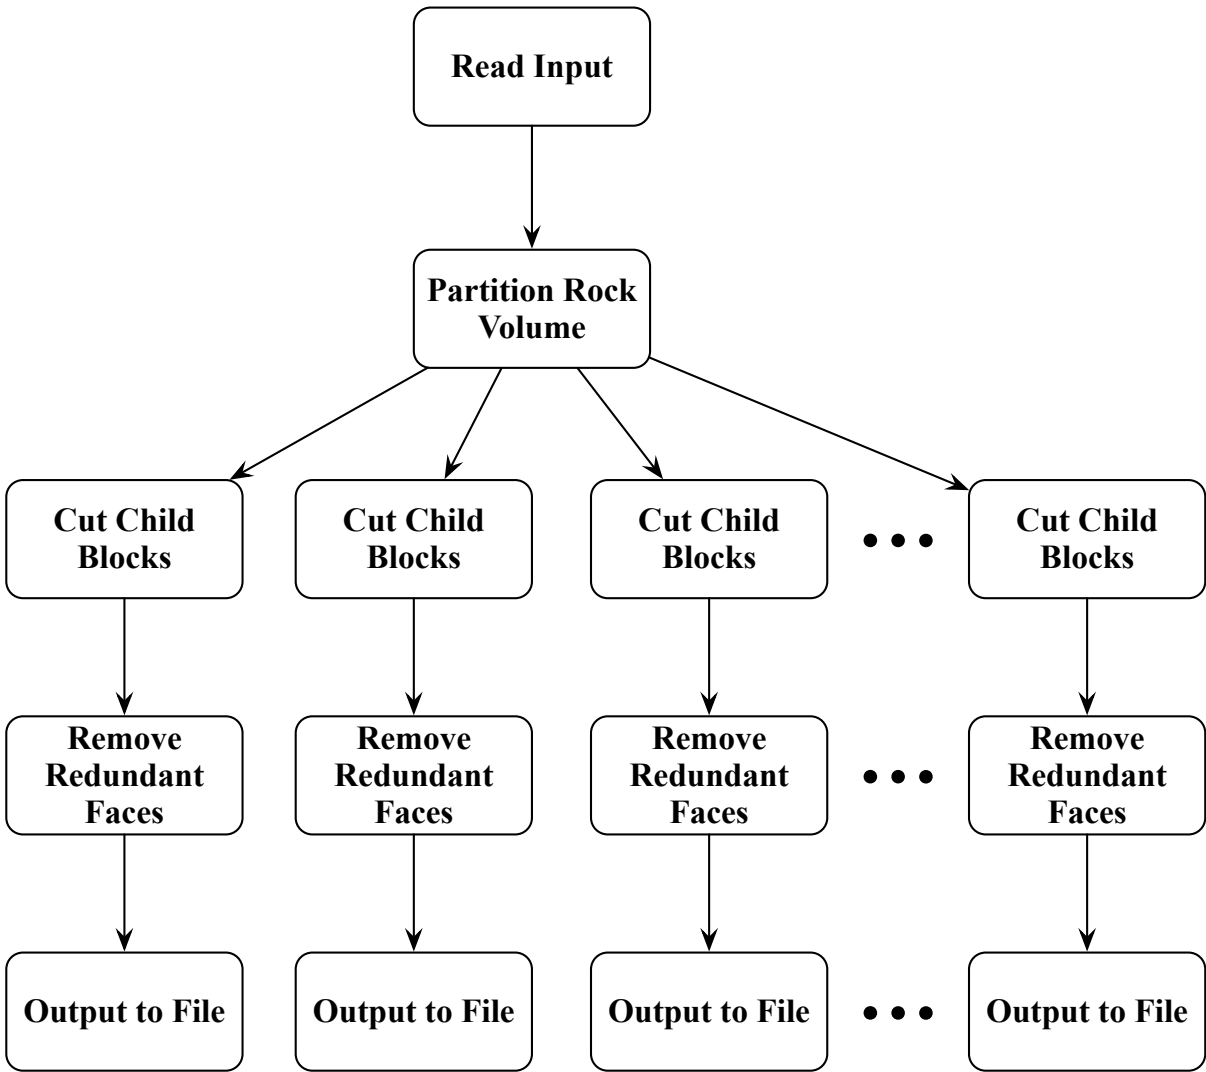 Read Input
Partition Rock
Volume
Cut Child
Blocks
Cut Child
Blocks
Cut Child
Blocks
Cut Child
Blocks
Remove
Redundant
Faces
Remove
Redundant
Faces
Remove
Redundant
Faces
Remove
Redundant
Faces
Output to File
Output to File
Output to File
Output to File